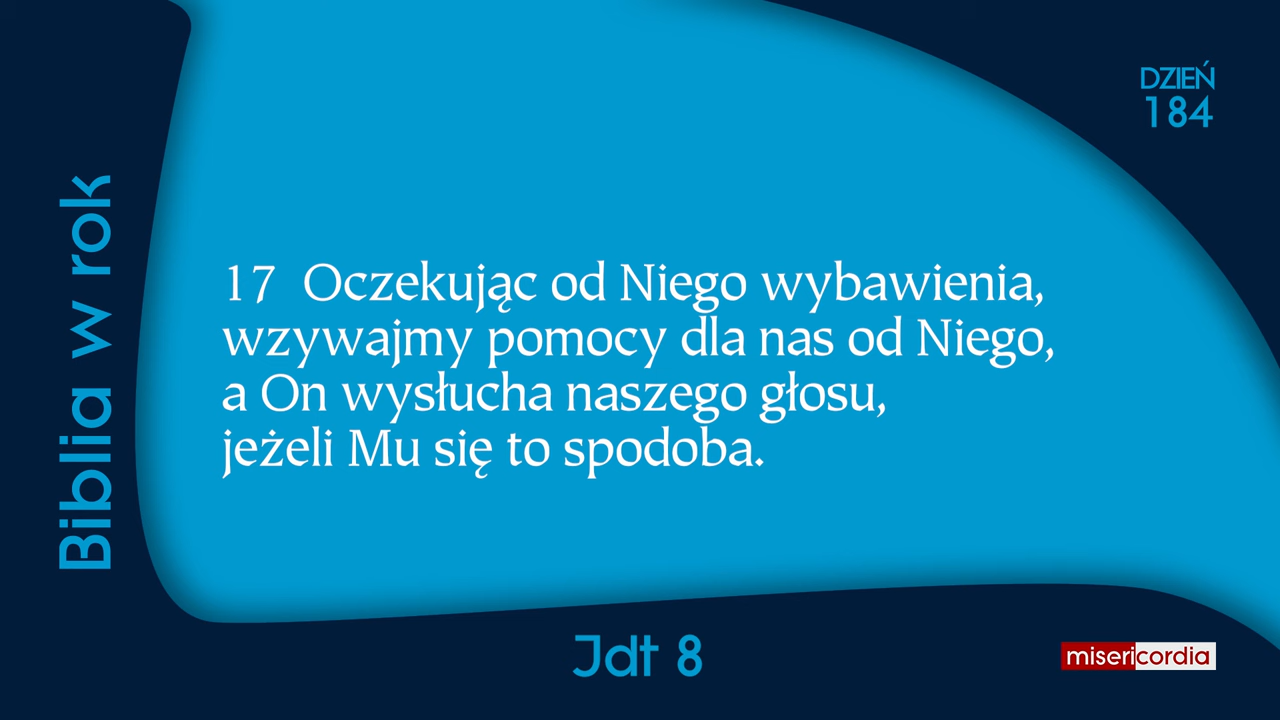 DZIEŃ
184
Biblia w rok
17 Oczekując od Niego wybawienia,
wzywajmy pomocy dla nas od Niego,
a On wysłucha naszego głosu,
jeżeli Mu się to spodoba.
Jdt 8
misericordia